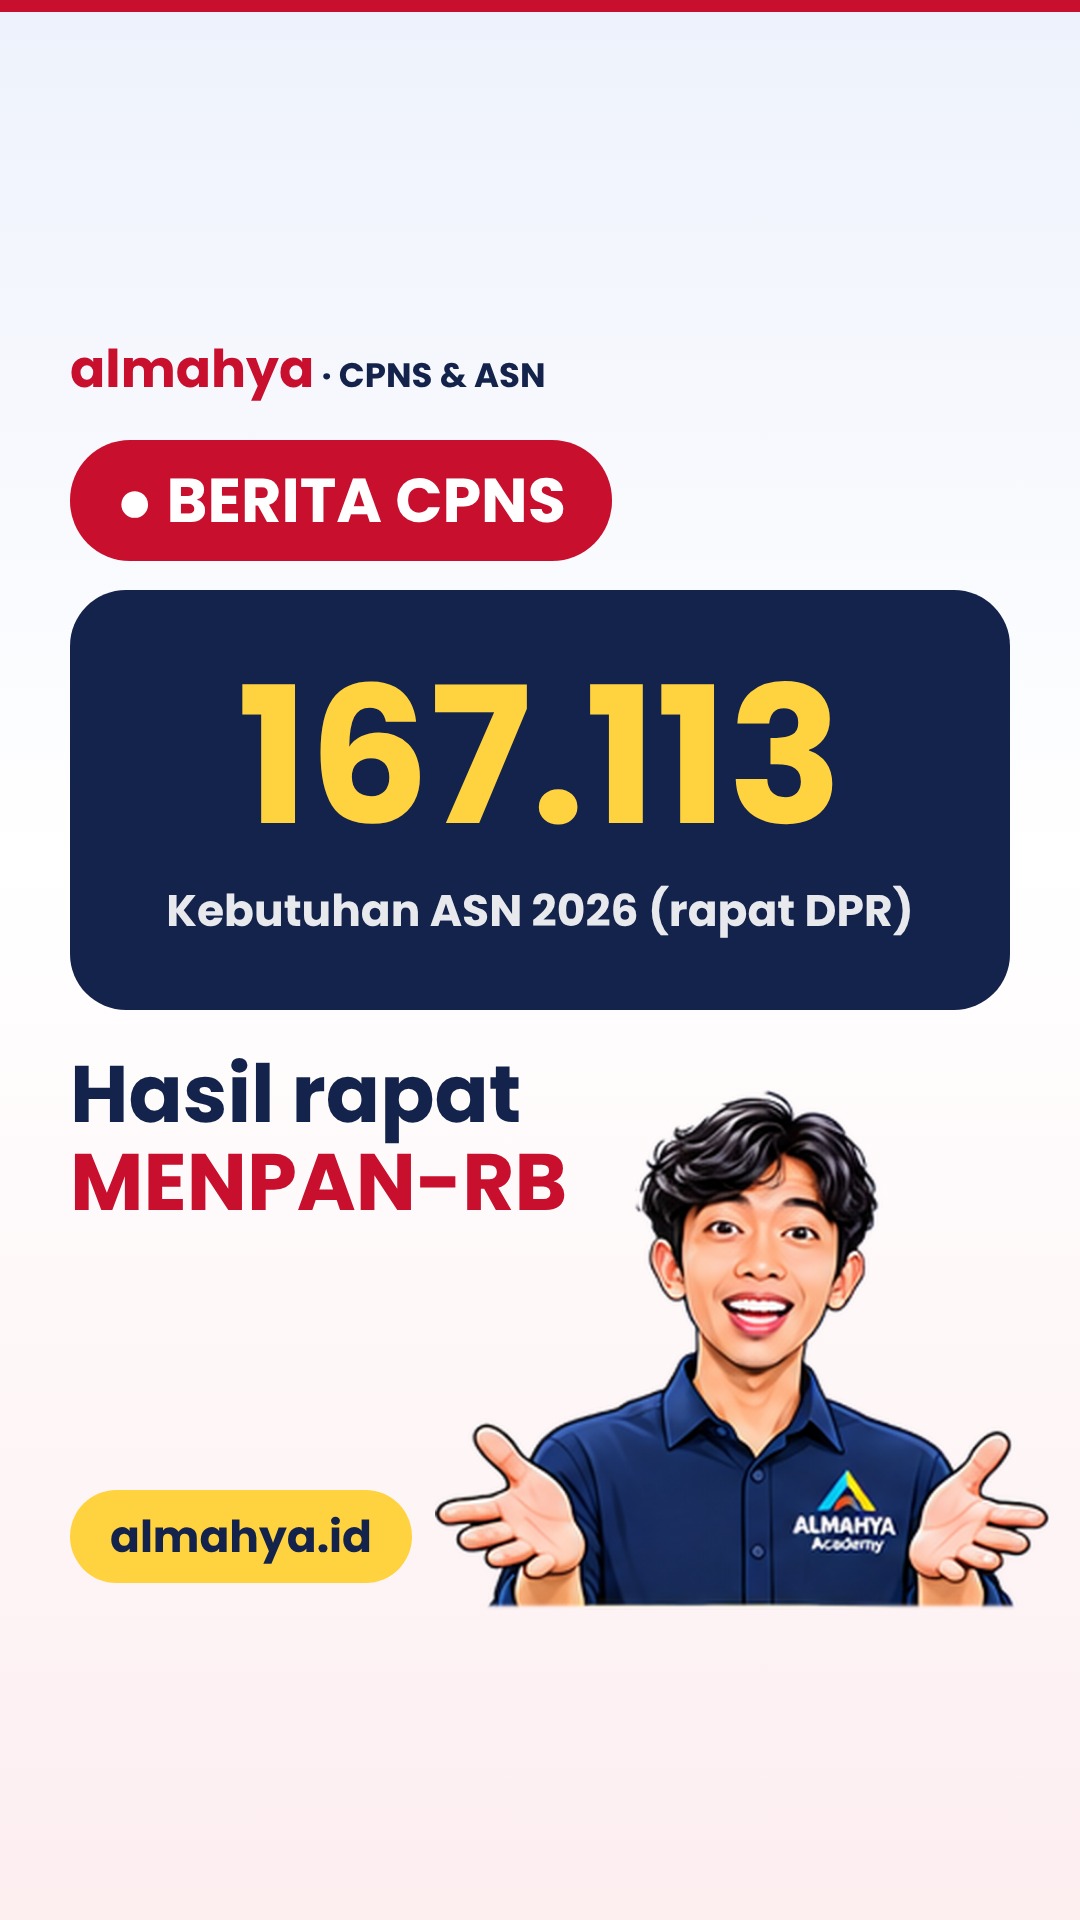 almahya · CPNS & ASN
● BERITA CPNS
167.113
Kebutuhan ASN 2026 (rapat DPR)
Hasil rapat
MENPAN-RB
ALMAHYA
Academy
almahya.id